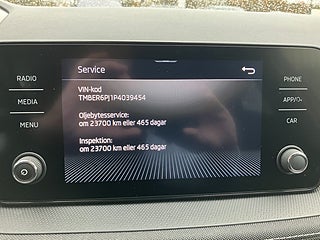 Service
RADIO
MEDIA
MENU
VIN-kod
TMBER6PJ1P4039454
Oljebytesservice:
om 23700 km eller 465 dagar
Inspektion:
om 23700 km eller 465 dagar
PHONE
APP/
CAR